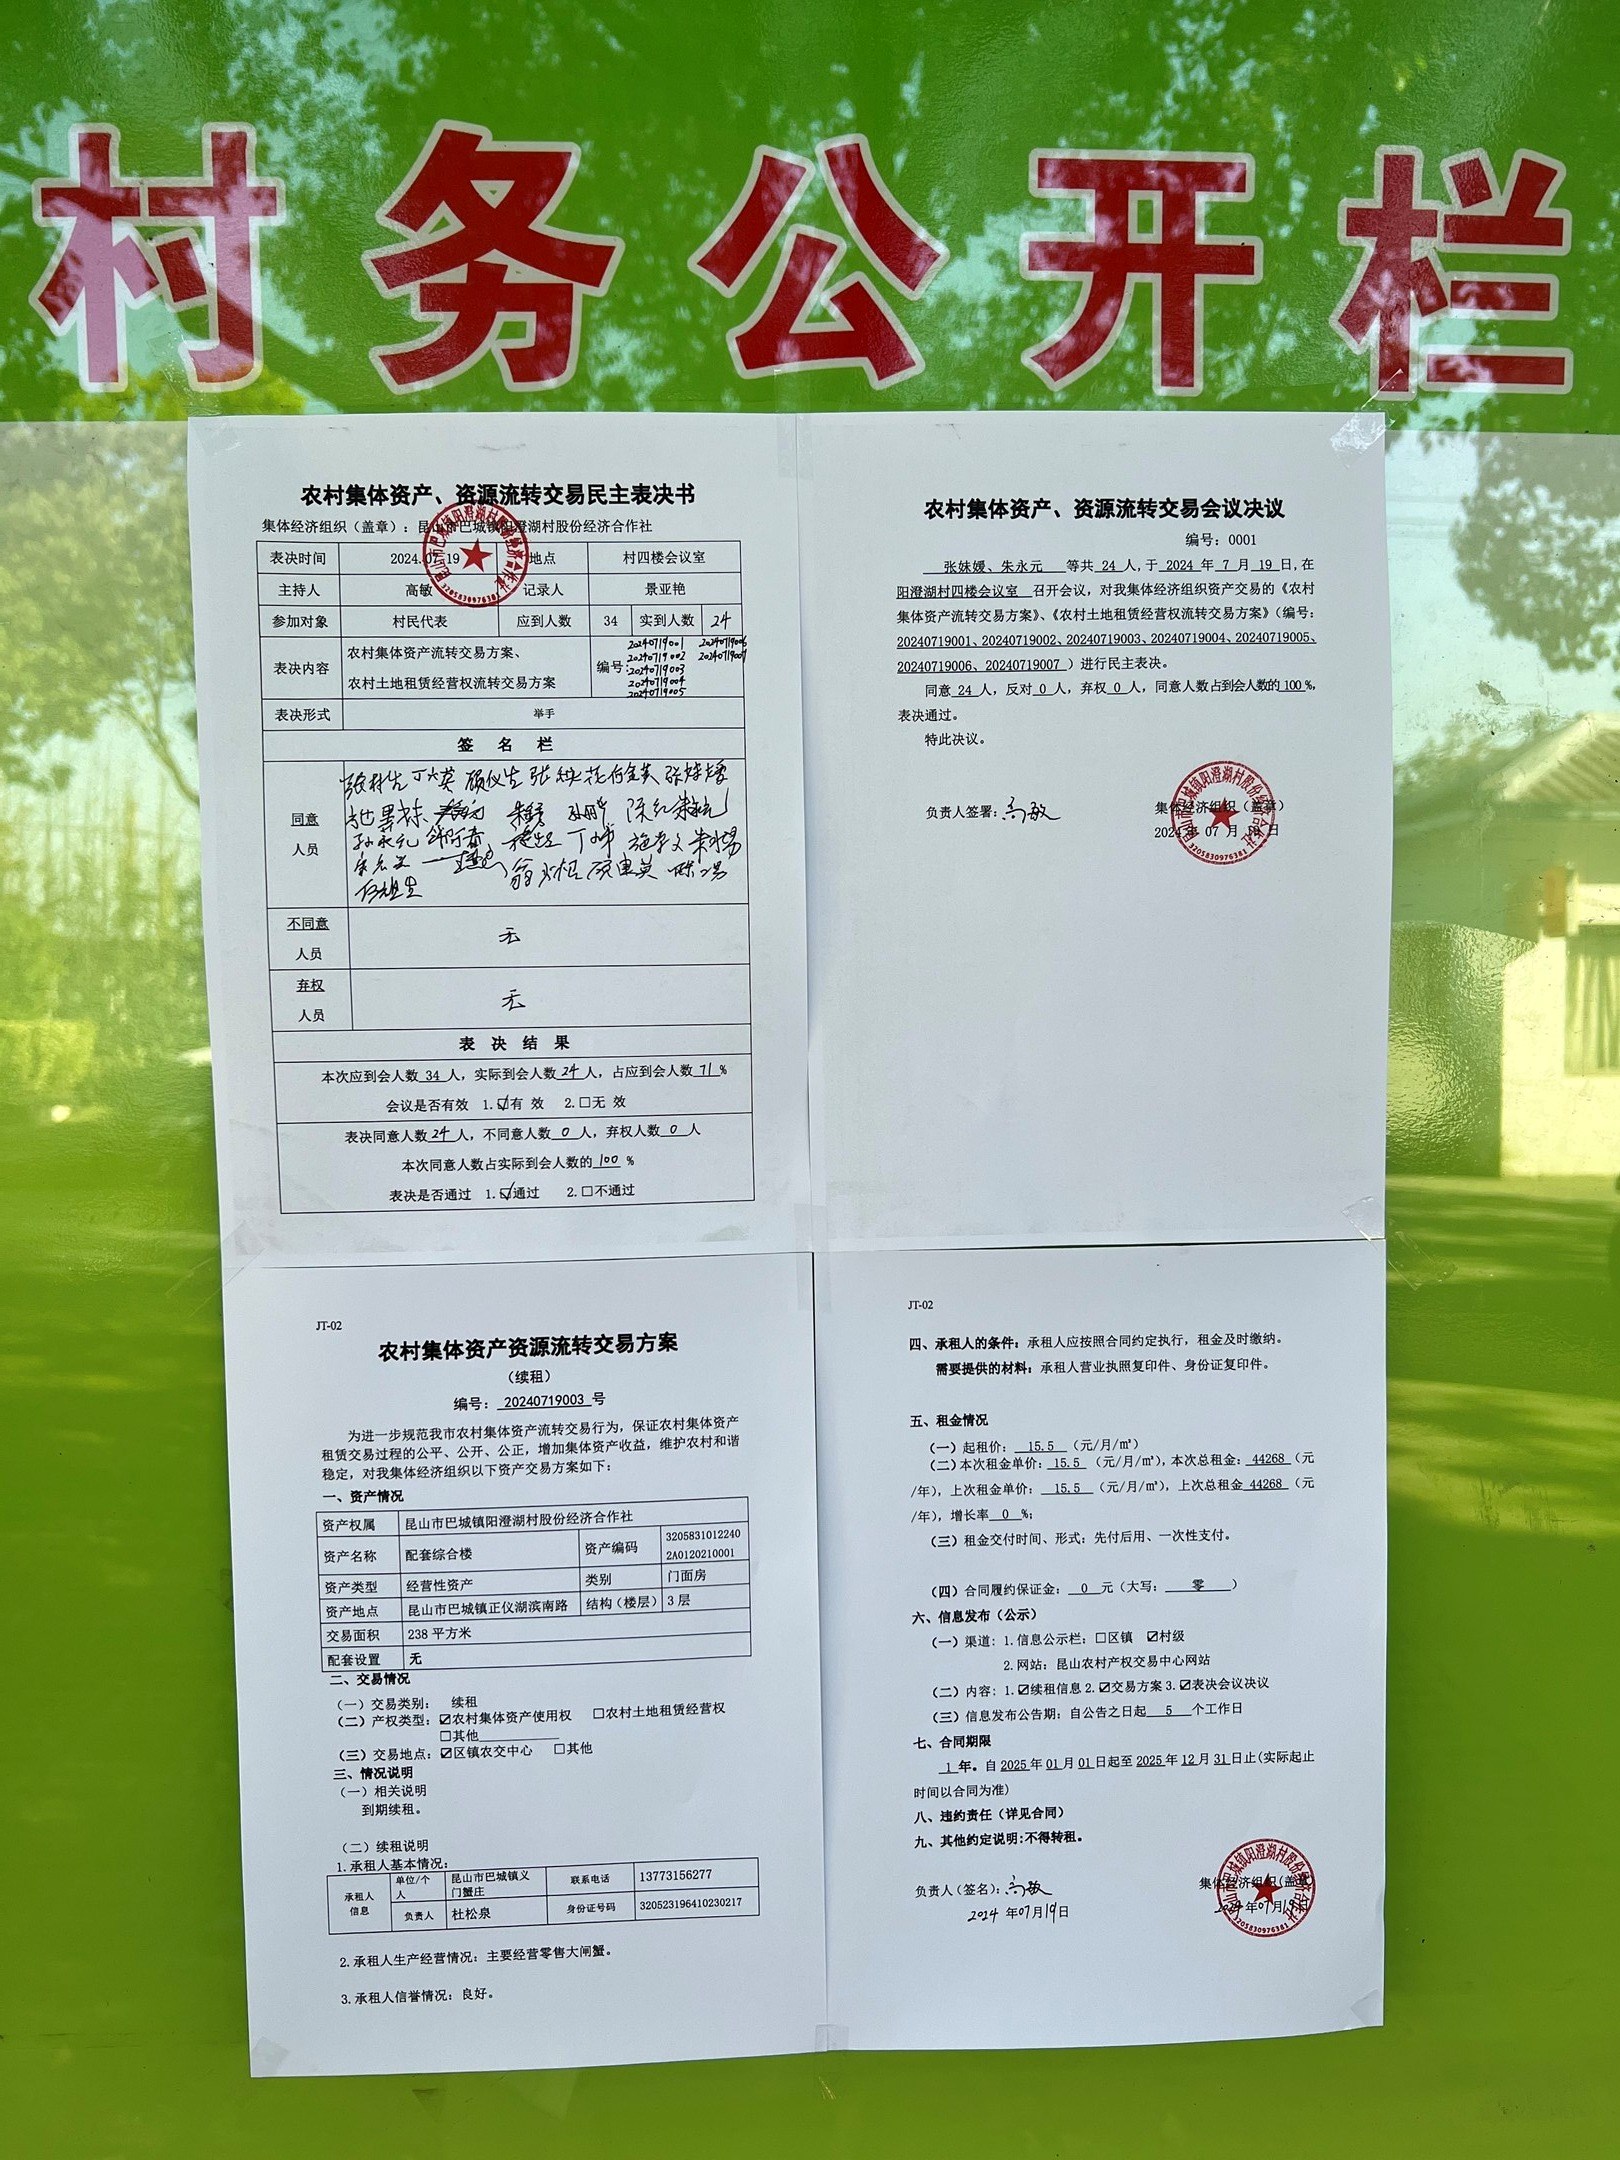 村务公开栏
农村集体资产、资源流转交易民主表决书
集体经济组织（盖章）：昆山市巴城镇阳澄湖村股份经济合作社
表决时间 2024.07.19 地点 村四楼会议室
主持人 高敏 记录人 景亚艳
参加对象 村民代表 应到人数 34 实到人数 24
表决内容 农村集体资产流转交易方案、
农村土地租赁经营权流转交易方案
编号：
20240719001 20240719006
20240719002 20240719007
20240719003
20240719004
20240719005
表决形式 举手
签 名 栏
同意
人员
不同意
人员
无
弃权
人员
无
表 决 结 果
本次应到会人数 34 人，实际到会人数 24 人，占应到会人数 71 %
会议是否有效 1.☑有 效 2.□无 效
表决同意人数 24 人，不同意人数 0 人，弃权人数 0 人
本次同意人数占实际到会人数的 100 %
表决是否通过 1.☑通过 2.□不通过
农村集体资产、资源流转交易会议决议
编号：0001
张妹嫒、朱永元 等共 24 人，于 2024 年 7 月 19 日，在
阳澄湖村四楼会议室 召开会议，对我集体经济组织资产交易的《农
村集体资产流转交易方案》、《农村土地租赁经营权流转交易方案》（编号：
20240719001、20240719002、20240719003、20240719004、20240719005、
20240719006、20240719007 ）进行民主表决。
同意 24 人，反对 0 人，弃权 0 人，同意人数占到会人数的 100 %，
表决通过。
特此决议。
负责人签署：高敏
集体经济组织（盖章）
2024 年 07 月 19 日
JT-02
农村集体资产资源流转交易方案
（续租）
编号： 20240719003 号
为进一步规范我市农村集体资产流转交易行为，保证农村集体资产
租赁交易过程的公平、公开、公正，增加集体资产收益，维护农村和谐
稳定，对我集体经济组织以下资产交易方案如下：
一、资产情况
资产权属 昆山市巴城镇阳澄湖村股份经济合作社
资产名称 配套综合楼 资产编码 3205831012240
2A0120210001
资产类型 经营性资产 类别 门面房
资产地点 昆山市巴城镇正仪湖滨南路 结构（楼层） 3 层
交易面积 238 平方米
配套设置 无
二、交易情况
（一）交易类别： 续租
（二）产权类型：☑农村集体资产使用权 □农村土地租赁经营权
□其他
（三）交易地点：☑区镇农交中心 □其他
三、情况说明
（一）相关说明
到期续租。
（二）续租说明
1.承租人基本情况：
承租人
信息
单位/个
人
昆山市巴城镇义
门蟹庄
联系电话 13773156277
负责人 杜松泉 身份证号码 320523196410230217
2.承租人生产经营情况：主要经营零售大闸蟹。
3.承租人信誉情况：良好。
JT-02
四、承租人的条件：承租人应按照合同约定执行，租金及时缴纳。
需要提供的材料：承租人营业执照复印件、身份证复印件。
五、租金情况
（一）起租价： 15.5 （元/月/㎡）
（二）本次租金单价： 15.5 （元/月/㎡），本次总租金： 44268 （元
/年），上次租金单价： 15.5 （元/月/㎡），上次总租金 44268 （元
/年），增长率 0 %；
（三）租金交付时间、形式：先付后用、一次性支付。
（四）合同履约保证金： 0 元（大写： 零 ）
六、信息发布（公示）
（一）渠道：1.信息公示栏：□区镇 ☑村级
2.网站：昆山农村产权交易中心网站
（二）内容：1.☑续租信息 2.☑交易方案 3.☑表决会议决议
（三）信息发布公告期：自公告之日起 5 个工作日
七、合同期限
1 年。自 2025 年 01 月 01 日起至 2025 年 12 月 31 日止(实际起止
时间以合同为准)
八、违约责任（详见合同）
九、其他约定说明：不得转租。
负责人（签名）：高敏
2024 年07月19日
集体经济组织(盖章)
2024 年07月19日